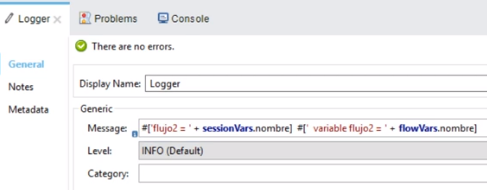 Logger
Problems
Console
There are no errors.
General
Notes
Metadata
Display Name: Logger
Generic
Message: #['flujo2 = ' + sessionVars.nombre] #[' variable flujo2 = ' + flowVars.nombre]
Level: INFO (Default)
Category: